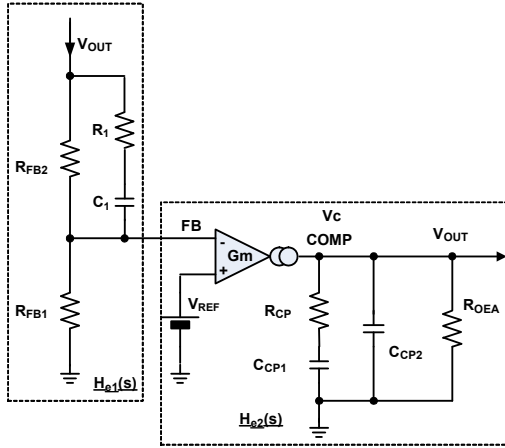 VOUT
R1
RFB2
C1
FB
Vc
COMP
VOUT
-
Gm
+
VREF
RCP
ROEA
RFB1
CCP1
CCP2
He1(s)
He2(s)